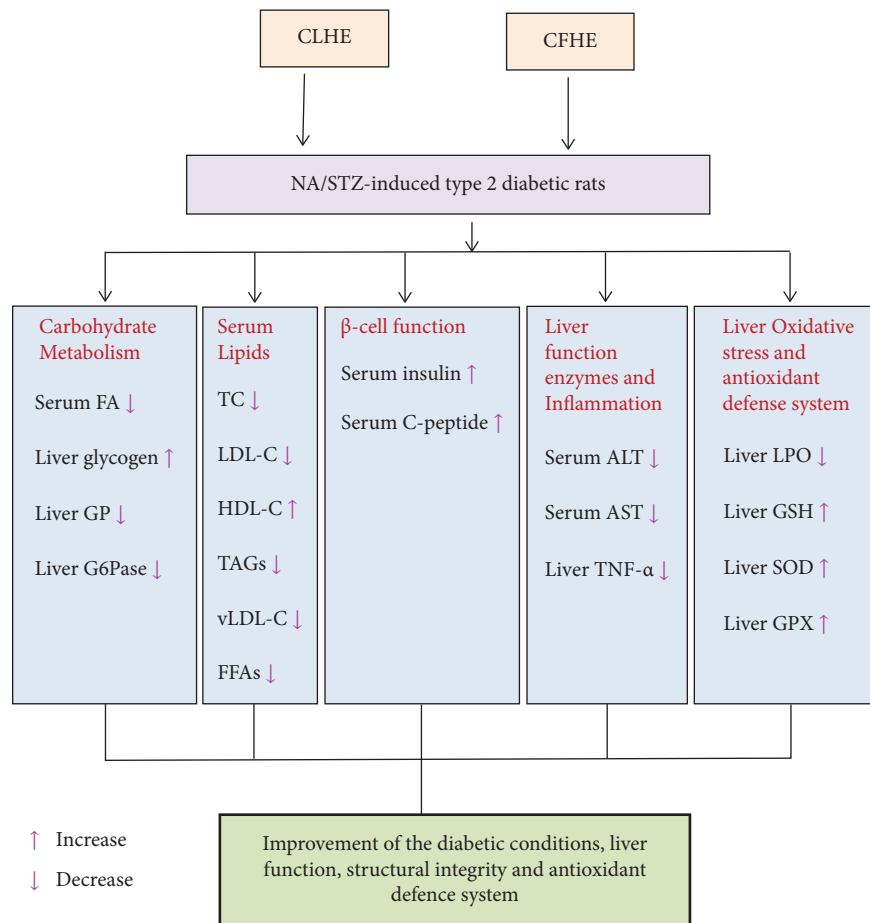 CLHE
CFHE
NA/STZ-induced type 2 diabetic rats
Carbohydrate
Metabolism
Serum FA ↓
Liver glycogen ↑
Liver GP ↓
Liver G6Pase ↓
Serum
Lipids
TC ↓
LDL-C ↓
HDL-C ↑
TAGs ↓
vLDL-C ↓
FFAs ↓
β-cell function
Serum insulin ↑
Serum C-peptide ↑
Liver
function
enzymes and
Inflammation
Serum ALT ↓
Serum AST ↓
Liver TNF-α ↓
Liver Oxidative
stress and
antioxidant
defense system
Liver LPO ↓
Liver GSH ↑
Liver SOD ↑
Liver GPX ↑
↑ Increase
↓ Decrease
Improvement of the diabetic conditions, liver
function, structural integrity and antioxidant
defence system